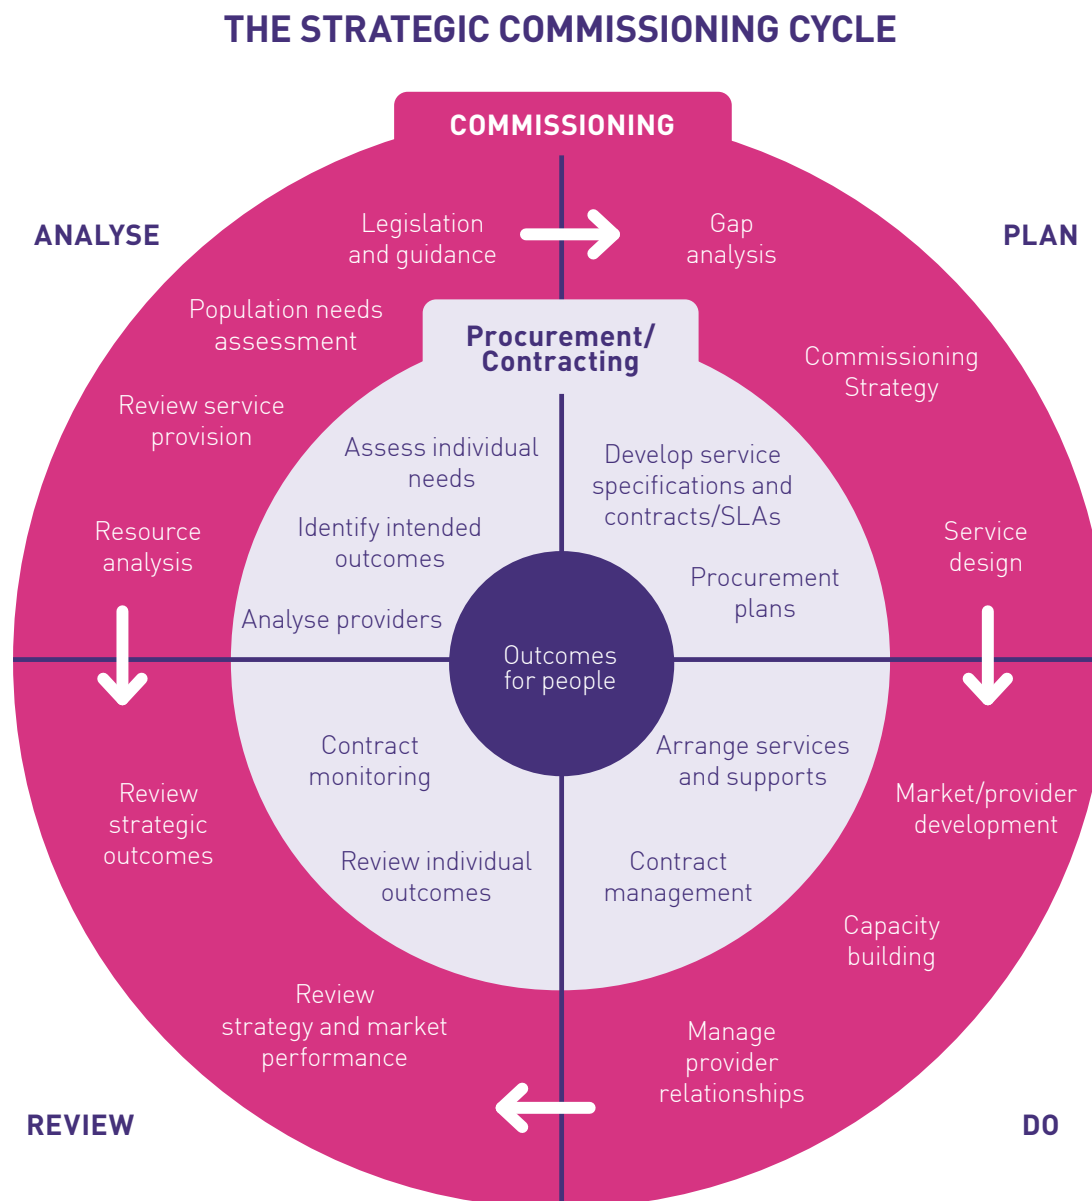 THE STRATEGIC COMMISSIONING CYCLE
COMMISSIONING
ANALYSE
PLAN
Legislation
and guidance
Gap
analysis
Population needs
assessment
Commissioning
Strategy
Review service
provision
Resource
analysis
Service
design
Procurement/
Contracting
Assess individual
needs
Identify intended
outcomes
Analyse providers
Develop service
specifications and
contracts/SLAs
Procurement
plans
Outcomes
for people
Contract
monitoring
Review individual
outcomes
Arrange services
and supports
Contract
management
Review
strategic
outcomes
Market/provider
development
Capacity
building
Review
strategy and market
performance
Manage
provider
relationships
REVIEW
DO